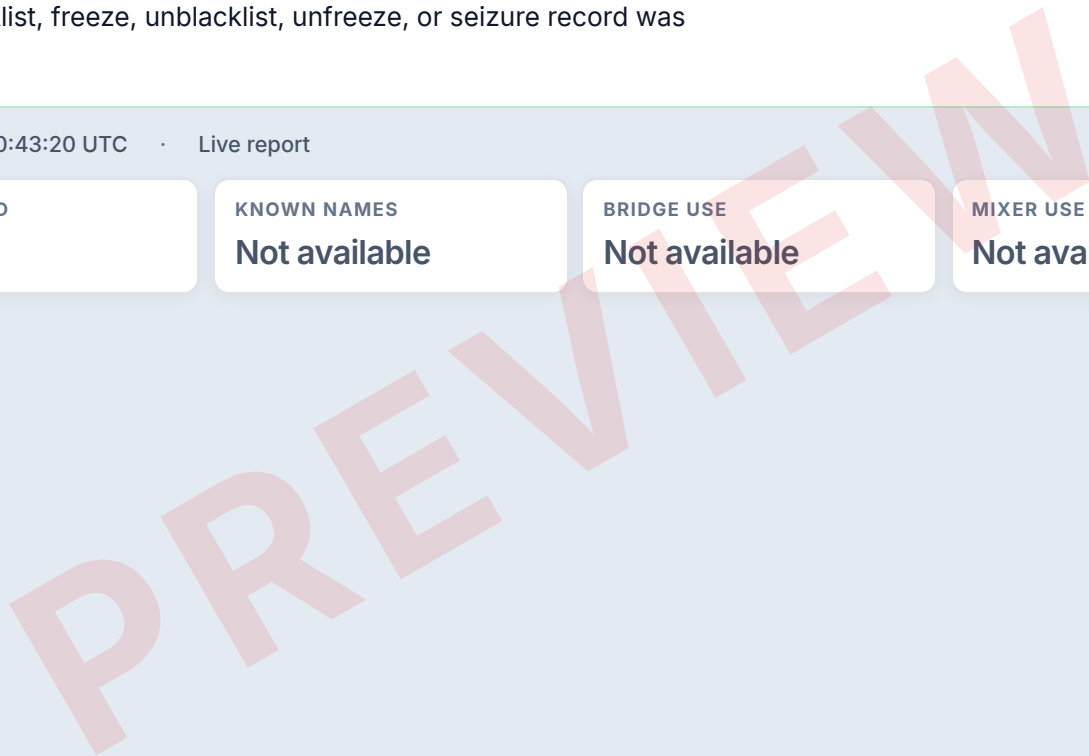 list, freeze, unblacklist, unfreeze, or seizure record was
0:43:20 UTC · Live report
KNOWN NAMES
Not available
BRIDGE USE
Not available
MIXER USE
Not ava
PREVIEW